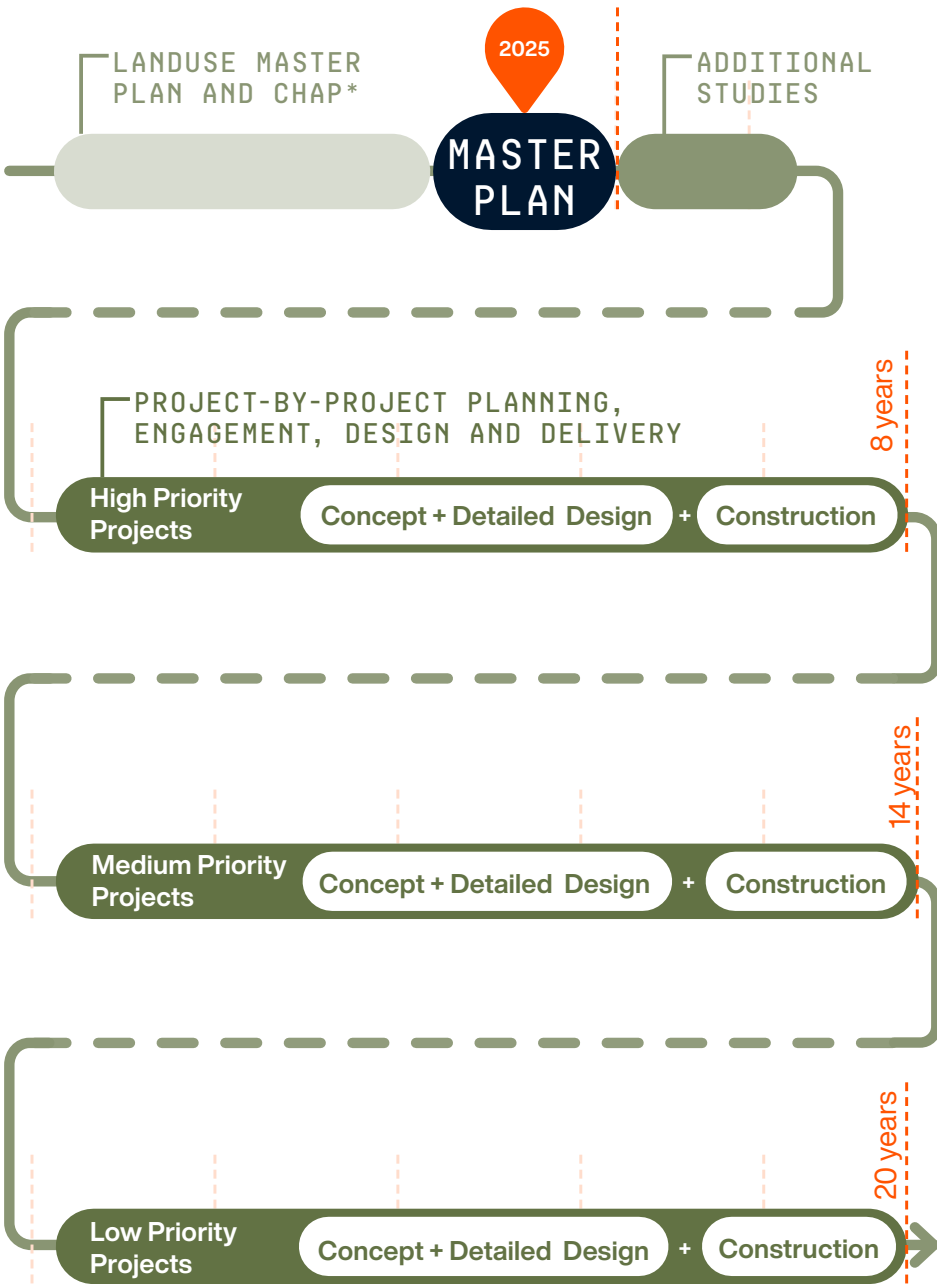 2025
LANDUSE MASTER
PLAN AND CHAP*
MASTER
PLAN
ADDITIONAL
STUDIES
8 years
PROJECT-BY-PROJECT PLANNING,
ENGAGEMENT, DESIGN AND DELIVERY
High Priority
Projects
Concept + Detailed Design + Construction
14 years
Medium Priority
Projects
Concept + Detailed Design + Construction
20 years
Low Priority
Projects
Concept + Detailed Design + Construction